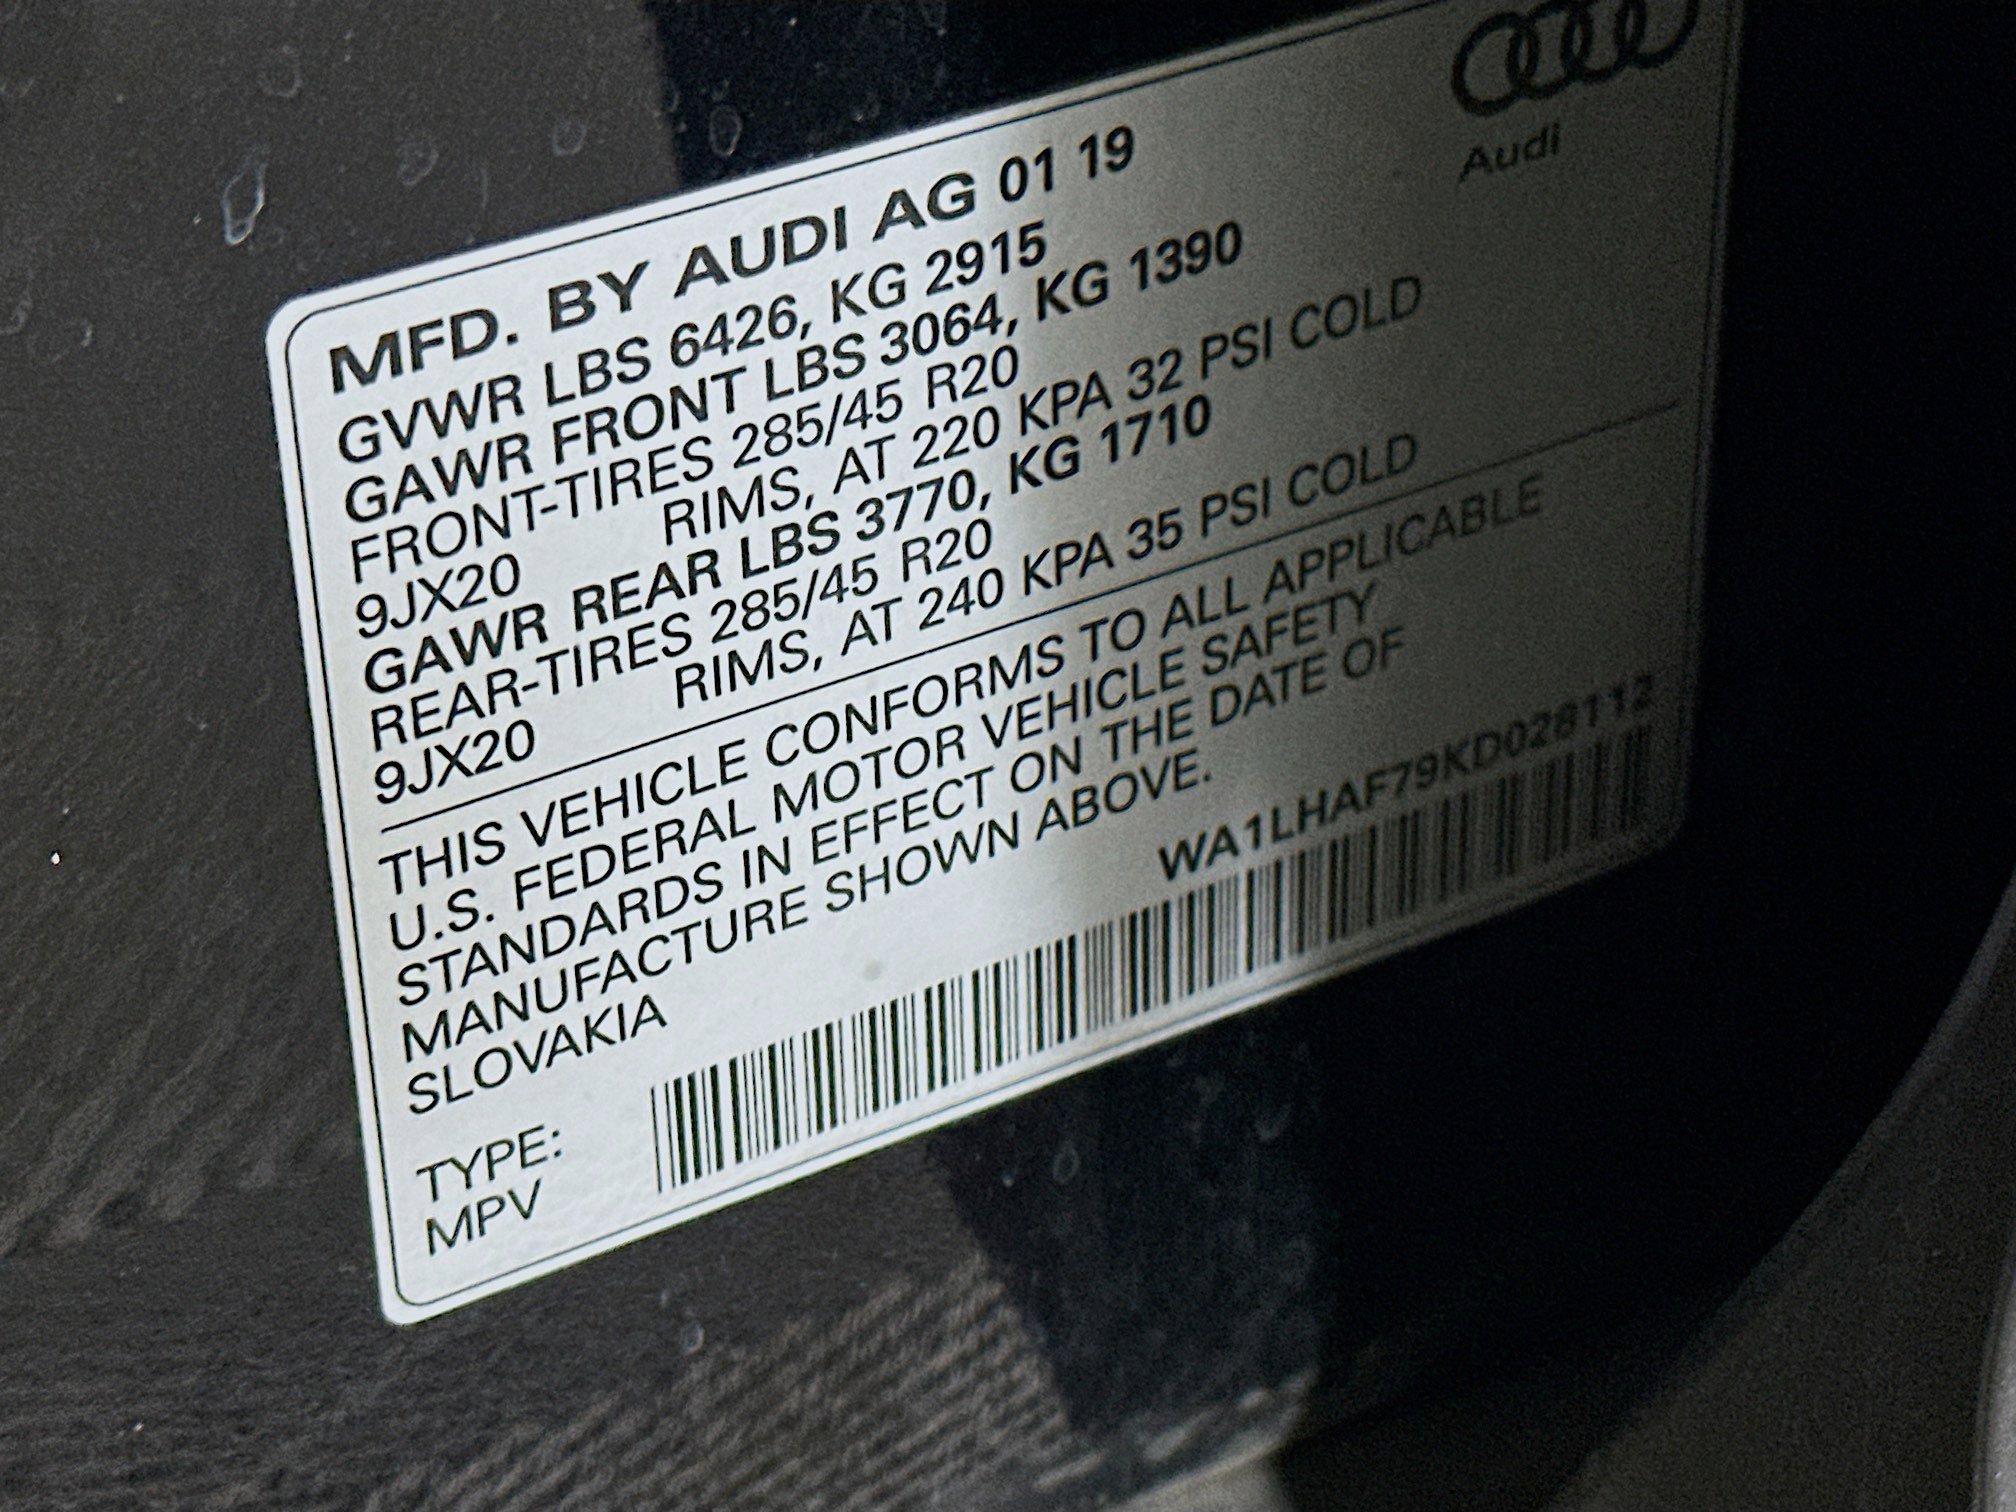 Audi
MFD. BY AUDI AG 01 19
GVWR LBS 6426, KG 2915
GAWR FRONT LBS 3064, KG 1390
FRONT-TIRES 285/45 R20
9JX20 RIMS, AT 220 KPA 32 PSI COLD
GAWR REAR LBS 3770, KG 1710
REAR-TIRES 285/45 R20
9JX20 RIMS, AT 240 KPA 35 PSI COLD
THIS VEHICLE CONFORMS TO ALL APPLICABLE
U.S. FEDERAL MOTOR VEHICLE SAFETY
STANDARDS IN EFFECT ON THE DATE OF
MANUFACTURE SHOWN ABOVE.
SLOVAKIA
WA1LHAF79KD028112
TYPE:
MPV